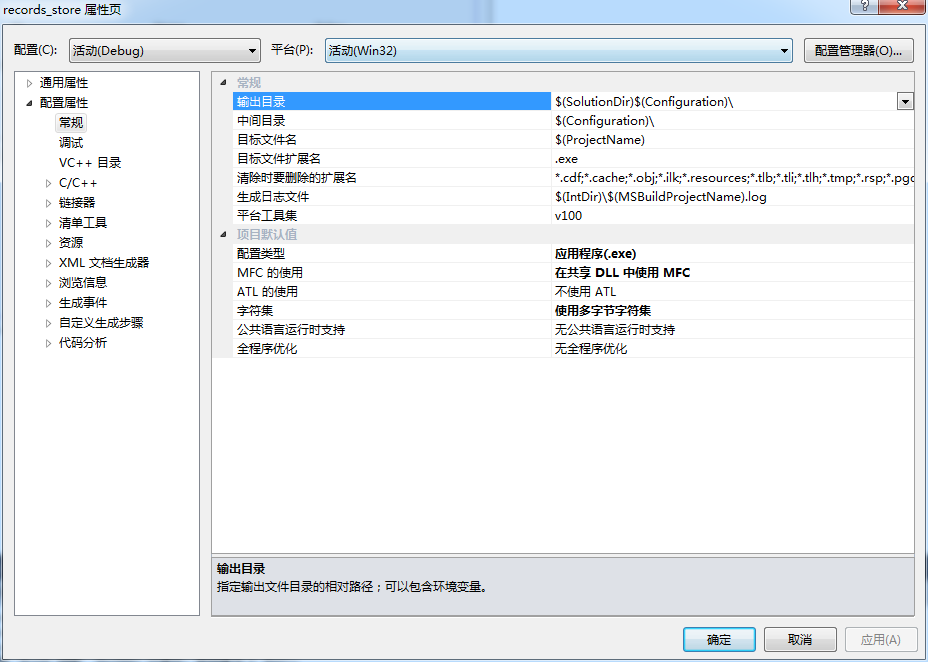 records_store 属性页
配置(C): 活动(Debug) 平台(P): 活动(Win32) 配置管理器(O)...
通用属性
配置属性
常规
调试
VC++ 目录
C/C++
链接器
清单工具
资源
XML 文档生成器
浏览信息
生成事件
自定义生成步骤
代码分析
常规
输出目录 $(SolutionDir)$(Configuration)\
中间目录 $(Configuration)\
目标文件名 $(ProjectName)
目标文件扩展名 .exe
清除时要删除的扩展名 *.cdf;*.cache;*.obj;*.ilk;*.resources;*.tlb;*.tli;*.tlh;*.tmp;*.rsp;*.pgc
生成日志文件 $(IntDir)\$(MSBuildProjectName).log
平台工具集 v100
项目默认值
配置类型 应用程序(.exe)
MFC 的使用 在共享 DLL 中使用 MFC
ATL 的使用 不使用 ATL
字符集 使用多字节字符集
公共语言运行时支持 无公共语言运行时支持
全程序优化 无全程序优化
输出目录
指定输出文件目录的相对路径；可以包含环境变量。
确定 取消 应用(A)